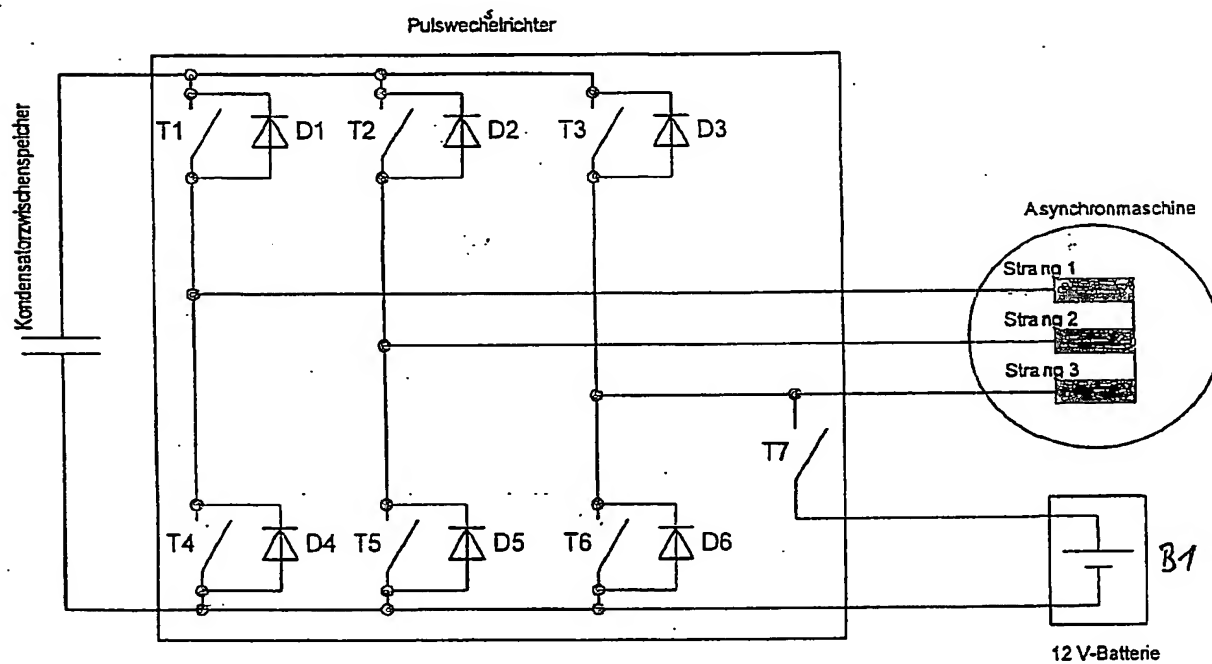 Pulswechselrichter
Kondensatorzwischenspeicher
T1
D1
T2
D2
T3
D3
Asynchronmaschine
Strang 1
Strang 2
Strang 3
T7
T4
D4
T5
D5
T6
D6
B1
12 V-Batterie